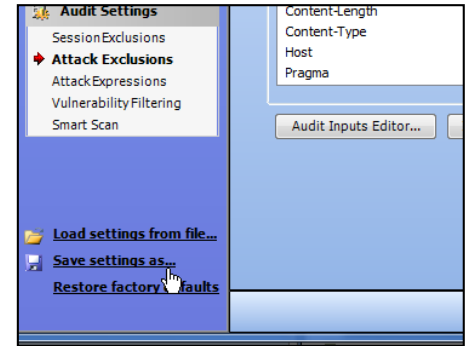 Audit Settings
Session Exclusions
Attack Exclusions
Attack Expressions
Vulnerability Filtering
Smart Scan
Load settings from file...
Save settings as...
Restore factory defaults
Content-Length
Content-Type
Host
Pragma
Audit Inputs Editor...